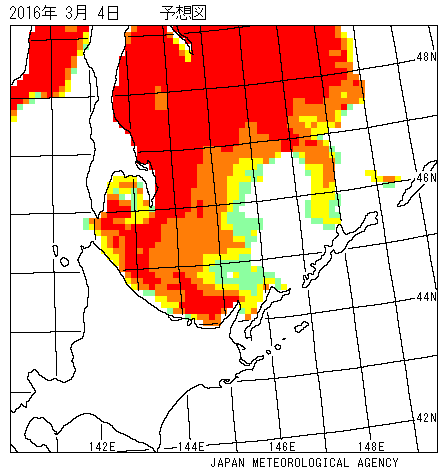 2016年 3月 4日 予想図
48N
46N
44N
42N
142E 144E 146E 148E
JAPAN METEOROLOGICAL AGENCY